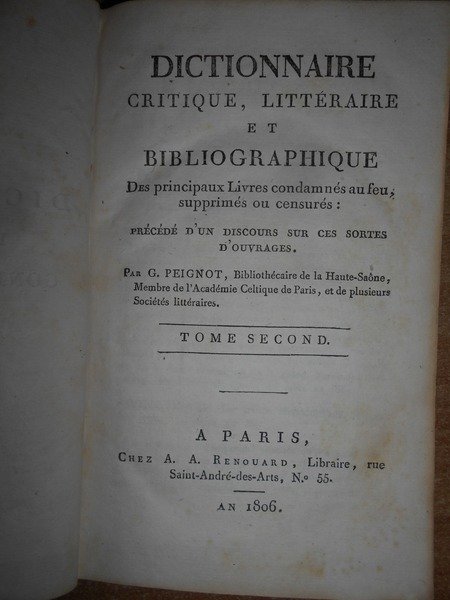 DICTIONNAIRE
CRITIQUE, LITTÉRAIRE
ET
BIBLIOGRAPHIQUE
Des principaux Livres condamnés au feu,
supprimés ou censurés :
PRÉCÉDÉ D'UN DISCOURS SUR CES SORTES
D'OUVRAGES.
Par G. PEIGNOT, Bibliothécaire de la Haute-Saône,
Membre de l'Académie Celtique de Paris, et de plusieurs
Sociétés littéraires.
TOME SECOND.
A PARIS,
Chez A. A. Renouard, Libraire, rue
Saint-André-des-Arts, N.º 55.
AN 1806.